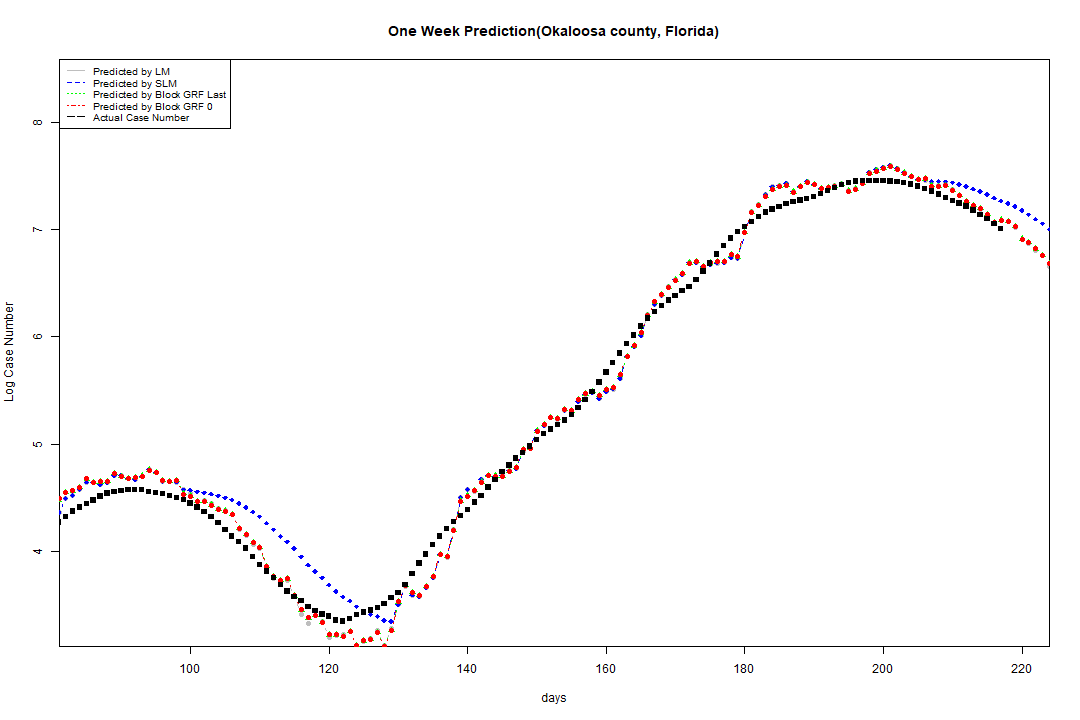 One Week Prediction(Okaloosa county, Florida)
Predicted by LM
Predicted by SLM
Predicted by Block GRF Last
Predicted by Block GRF 0
Actual Case Number
8
7
6
5
4
Log Case Number
100 120 140 160 180 200 220
days